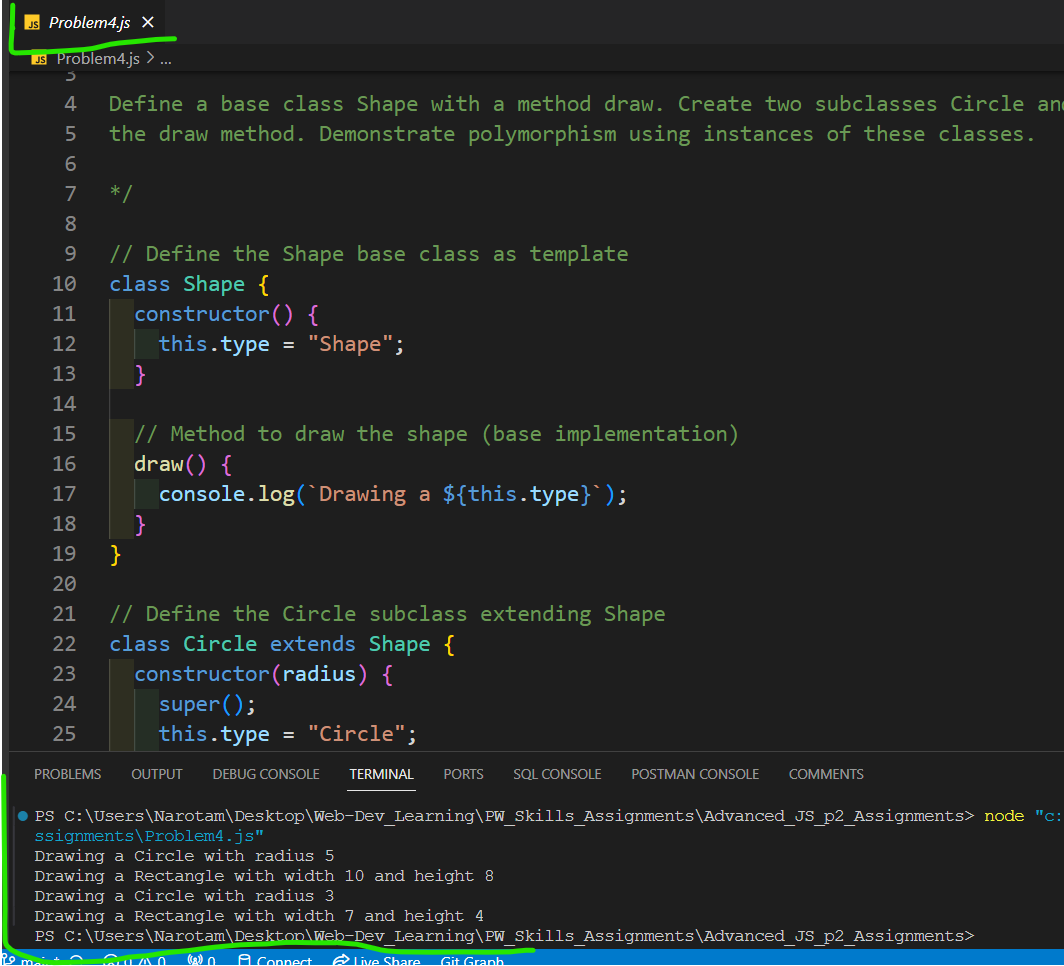 JS Problem4.js ×
JS Problem4.js > ...
3
4 Define a base class Shape with a method draw. Create two subclasses Circle
5 the draw method. Demonstrate polymorphism using instances of these classes.
6
7 */
8
9 // Define the Shape base class as template
10 class Shape {
11 constructor() {
12 this.type = "Shape";
13 }
14
15 // Method to draw the shape (base implementation)
16 draw() {
17 console.log(`Drawing a ${this.type}`);
18 }
19 }
20
21 // Define the Circle subclass extending Shape
22 class Circle extends Shape {
23 constructor(radius) {
24 super();
25 this.type = "Circle";
PROBLEMS OUTPUT DEBUG CONSOLE TERMINAL PORTS SQL CONSOLE POSTMAN CONSOLE COMMENTS
PS C:\Users\Narotam\Desktop\Web-Dev_Learning\PW_Skills_Assignments\Advanced_JS_p2_Assignments> node "c:
ssignments\Problem4.js"
Drawing a Circle with radius 5
Drawing a Rectangle with width 10 and height 8
Drawing a Circle with radius 3
Drawing a Rectangle with width 7 and height 4
PS C:\Users\Narotam\Desktop\Web-Dev_Learning\PW_Skills_Assignments\Advanced_JS_p2_Assignments>
0 0 0 Connect Live Share Git Graph